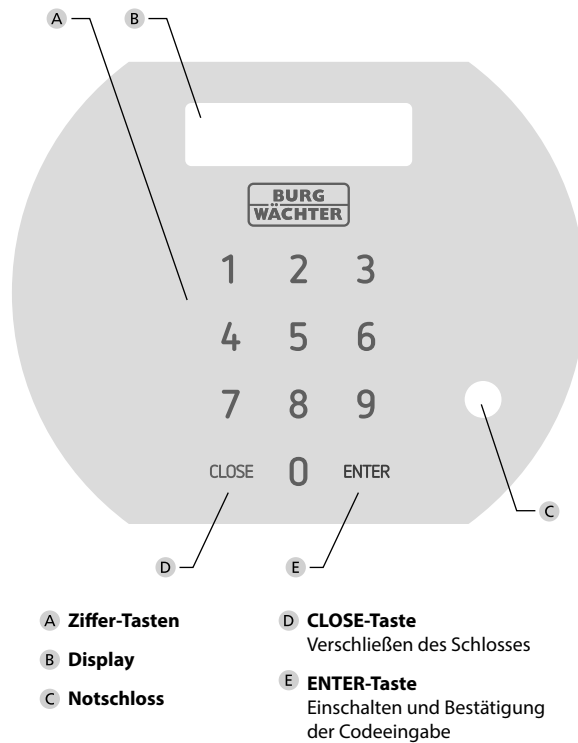 A
B
BURG
WÄCHTER
1 2 3
4 5 6
7 8 9
CLOSE 0 ENTER
C
D
E
A Ziffer-Tasten
B Display
C Notschloss
D CLOSE-Taste
Verschließen des Schlosses
E ENTER-Taste
Einschalten und Bestätigung
der Codeeingabe